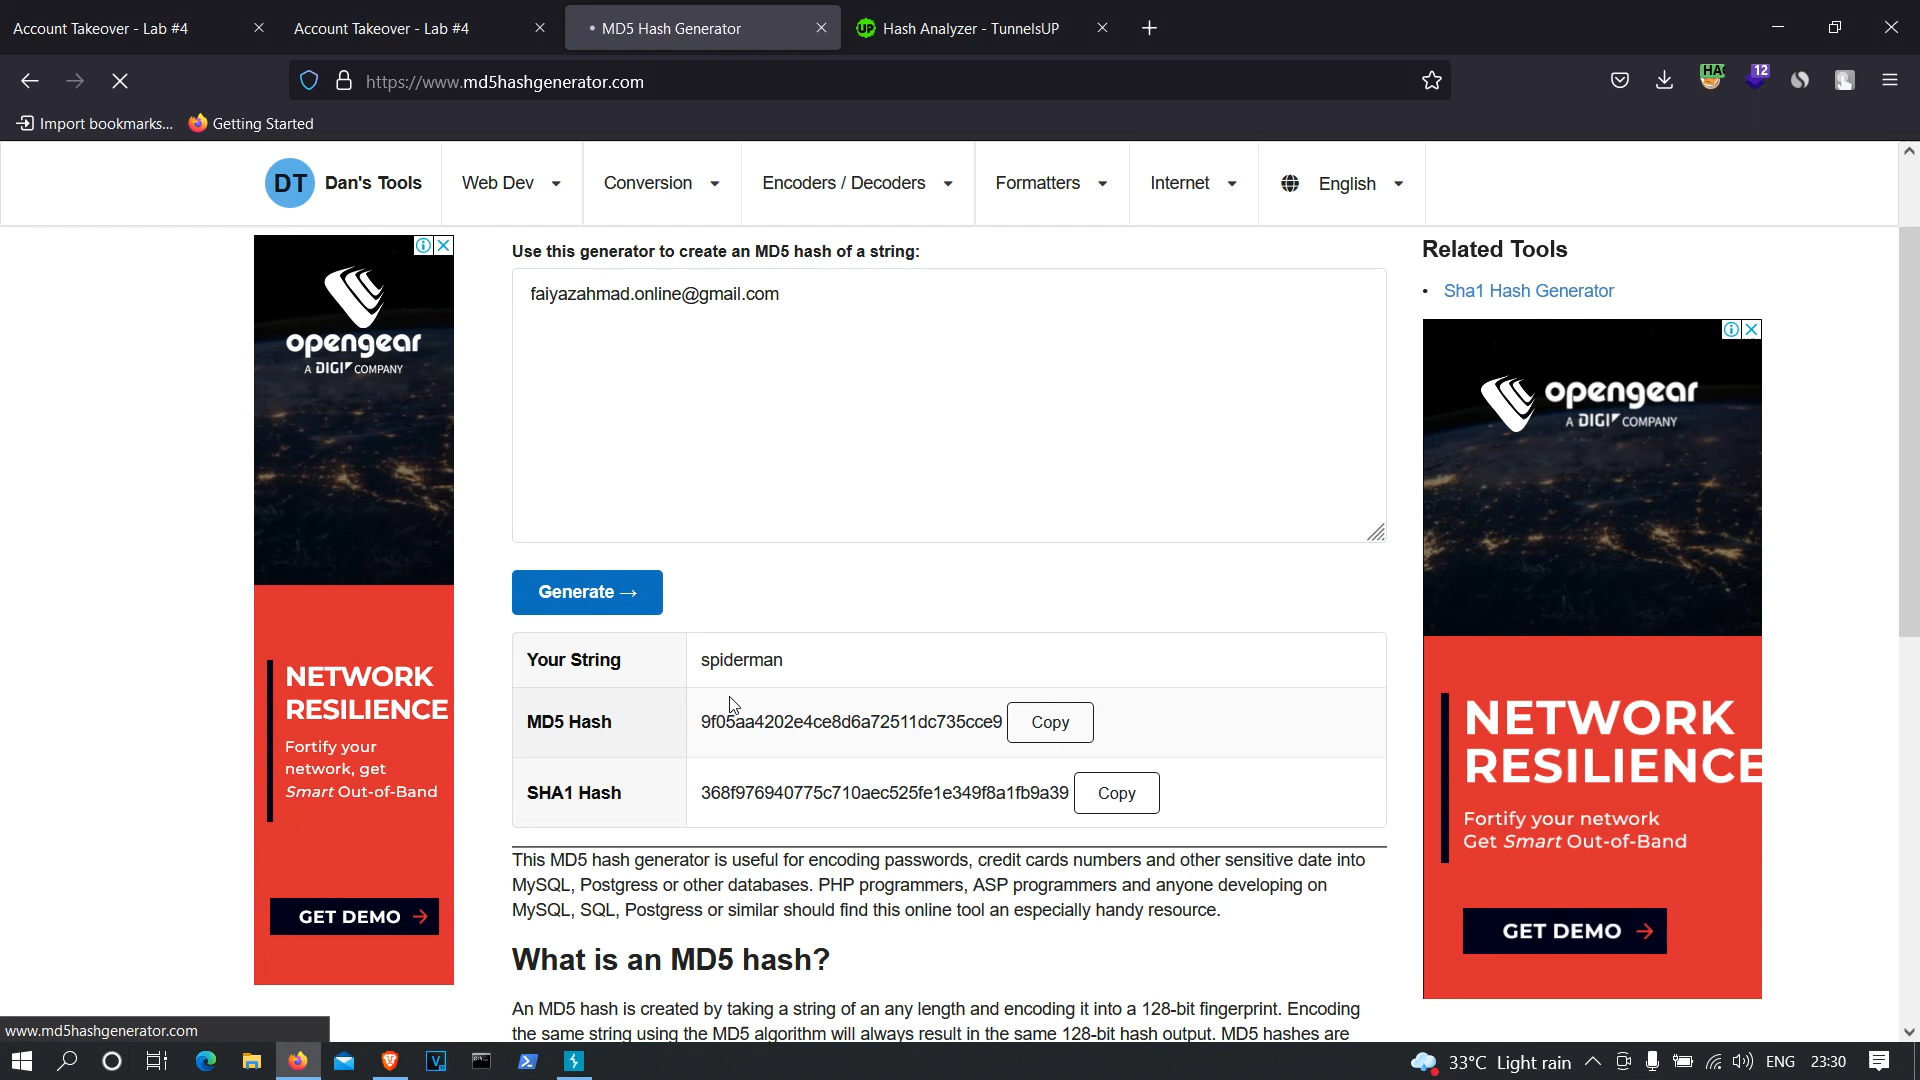 Account Takeover - Lab #4
Account Takeover - Lab #4
MD5 Hash Generator
UP
Hash Analyzer - TunnelsUP
https://www.md5hashgenerator.com
HAC
12
Import bookmarks...
Getting Started
DT
Dan's Tools
Web Dev
Conversion
Encoders / Decoders
Formatters
Internet
English
opengear
A DIGI COMPANY
NETWORK
RESILIENCE
Fortify your
network, get
Smart Out-of-Band
GET DEMO
Use this generator to create an MD5 hash of a string:
faiyazahmad.online@gmail.com
Generate →
Your String
spiderman
MD5 Hash
9f05aa4202e4ce8d6a72511dc735cce9
Copy
SHA1 Hash
368f976940775c710aec525fe1e349f8a1fb9a39
Copy
This MD5 hash generator is useful for encoding passwords, credit cards numbers and other sensitive date into
MySQL, Postgress or other databases. PHP programmers, ASP programmers and anyone developing on
MySQL, SQL, Postgress or similar should find this online tool an especially handy resource.
What is an MD5 hash?
An MD5 hash is created by taking a string of an any length and encoding it into a 128-bit fingerprint. Encoding
the same string using the MD5 algorithm will always result in the same 128-bit hash output. MD5 hashes are
Related Tools
Sha1 Hash Generator
opengear
A DIGI COMPANY
NETWORK
RESILIENCE
Fortify your network
Get Smart Out-of-Band
GET DEMO
www.md5hashgenerator.com
33°C Light rain
ENG
23:30